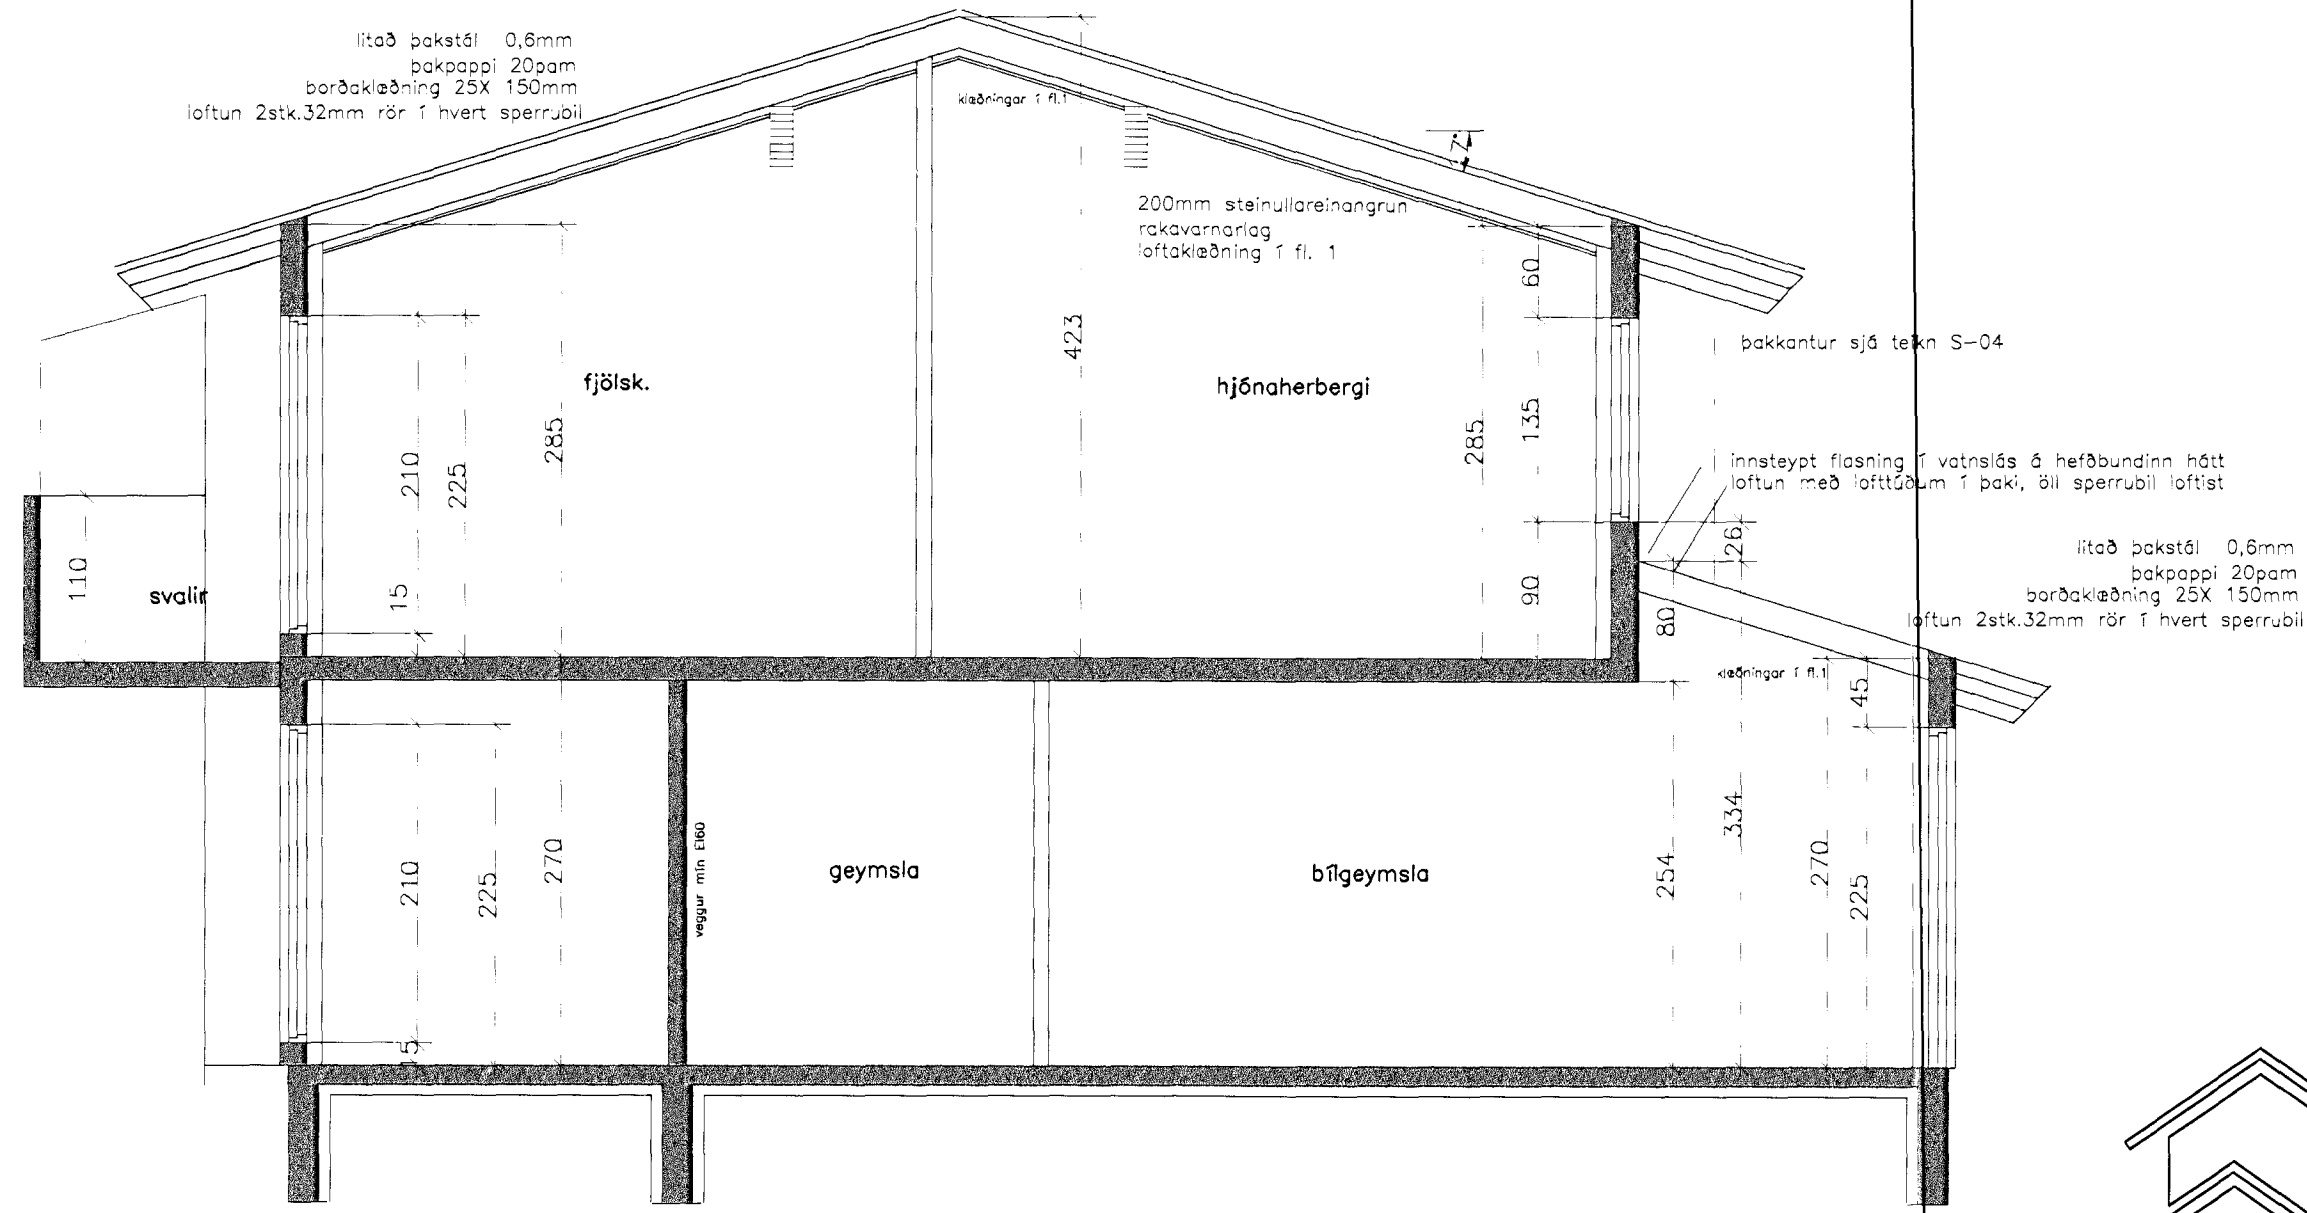 litað þakstál 0,6mm
þakpappi 20pam
borðaklæðning 25X 150mm
loftun 2stk.32mm rör í hvert sperrubil
klæðningar í fl.1
17°
200mm steinullareinangrun
rakavarnarlag
loftaklæðning í fl. 1
60
423
þakkantur sjá teikn S-04
fjölsk.
hjónaherbergi
285
210
225
285
135
innsteypt flasning í vatnslás á hefðbundinn hátt
loftun með lofttúðum í þaki, öll sperrubil loftist
26
litað þakstál 0,6mm
þakpappi 20pam
borðaklæðning 25X 150mm
loftun 2stk.32mm rör í hvert sperrubil
110
svalir
15
90
80
klæðningar í fl.1
45
veggur mín EI60
geymsla
bílgeymsla
210
225
270
254
334
270
225
15